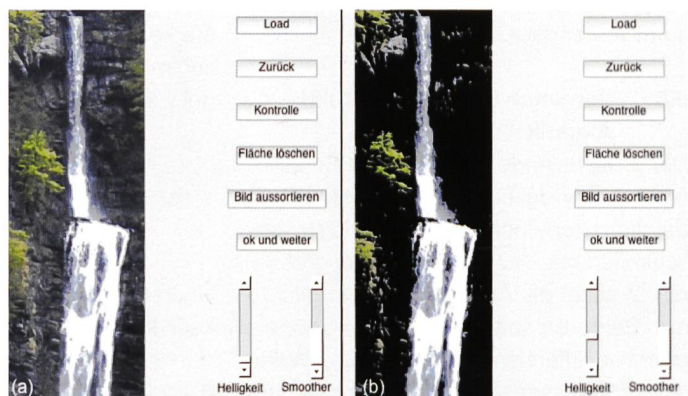 Load
Zurück
Kontrolle
Fläche löschen
Bild aussortieren
ok und weiter
Helligkeit Smoother
(a)
Load
Zurück
Kontrolle
Fläche löschen
Bild aussortieren
ok und weiter
Helligkeit Smoother
(b)